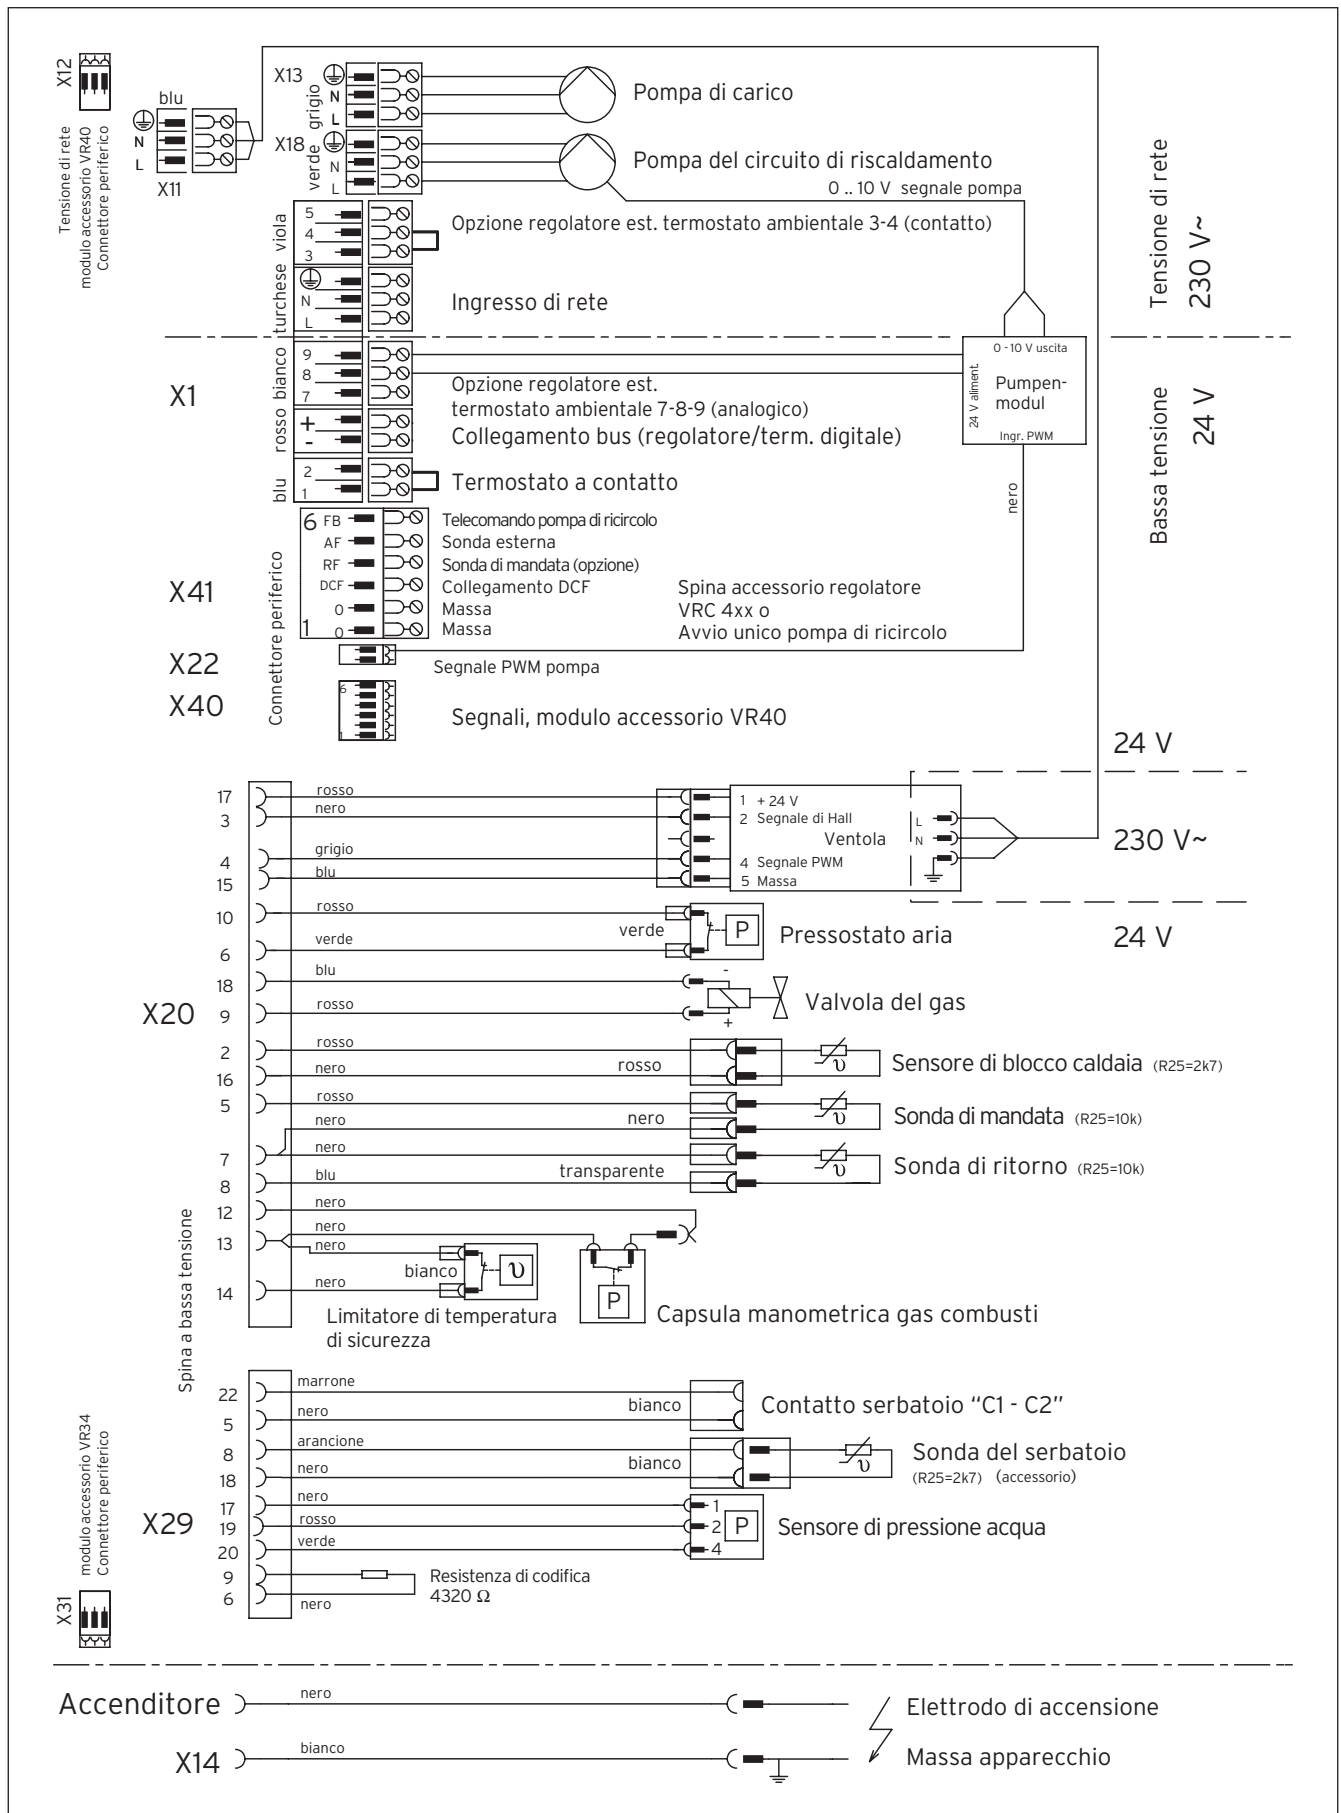 X12
Tensione di rete
modulo accessorio VR40
Connettore periferico
blu
N
L
X11
X13
grigio
N
L
Pompa di carico
X18
verde
N
L
Pompa del circuito di riscaldamento
0 .. 10 V segnale pompa
Tensione di rete
230 V~
viola
5
4
3
Opzione regolatore est. termostato ambientale 3-4 (contatto)
turchese
N
L
Ingresso di rete
X1
bianco
9
8
7
Opzione regolatore est.
termostato ambientale 7-8-9 (analogico)
rosso
+
-
Collegamento bus (regolatore/term. digitale)
blu
2
1
Termostato a contatto
0 -10 V uscita
24 V aliment.
Pumpen-
modul
Ingr. PWM
nero
Bassa tensione
24 V
Connettore periferico
X41
6 FB
Telecomando pompa di ricircolo
AF
Sonda esterna
RF
Sonda di mandata (opzione)
DCF
Collegamento DCF
0
Massa
1 0
Massa
Spina accessorio regolatore
VRC 4xx o
Avvio unico pompa di ricircolo
X22
Segnale PWM pompa
X40
6
1
Segnali, modulo accessorio VR40
24 V
230 V~
24 V
X20
Spina a bassa tensione
17
rosso
3
nero
4
grigio
15
blu
1 + 24 V
2 Segnale di Hall
Ventola
4 Segnale PWM
5 Massa
L
N
10
rosso
6
verde
verde
P
Pressostato aria
18
blu
9
rosso
-
+
Valvola del gas
2
rosso
16
nero
rosso
υ
Sensore di blocco caldaia (R25=2k7)
5
rosso
nero
nero
υ
Sonda di mandata (R25=10k)
7
nero
8
blu
transparente
υ
Sonda di ritorno (R25=10k)
12
nero
13
nero
nero
14
nero
bianco
υ
Limitatore di temperatura
di sicurezza
P
Capsula manometrica gas combusti
X29
22
marrone
5
nero
bianco
Contatto serbatoio “C1 - C2”
8
arancione
18
nero
bianco
υ
Sonda del serbatoio
(R25=2k7) (accessorio)
17
nero
19
rosso
20
verde
1
2
4
P
Sensore di pressione acqua
9
6
nero
Resistenza di codifica
4320 Ω
modulo accessorio VR34
Connettore periferico
X31
Accenditore
nero
Elettrodo di accensione
X14
bianco
Massa apparecchio